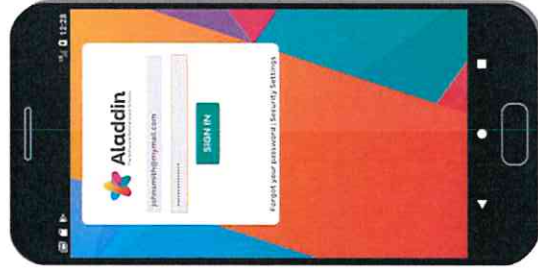 12:28
Aladdin
johnsmith@mymail.com
SIGN IN
Forgot your password | Security Settings